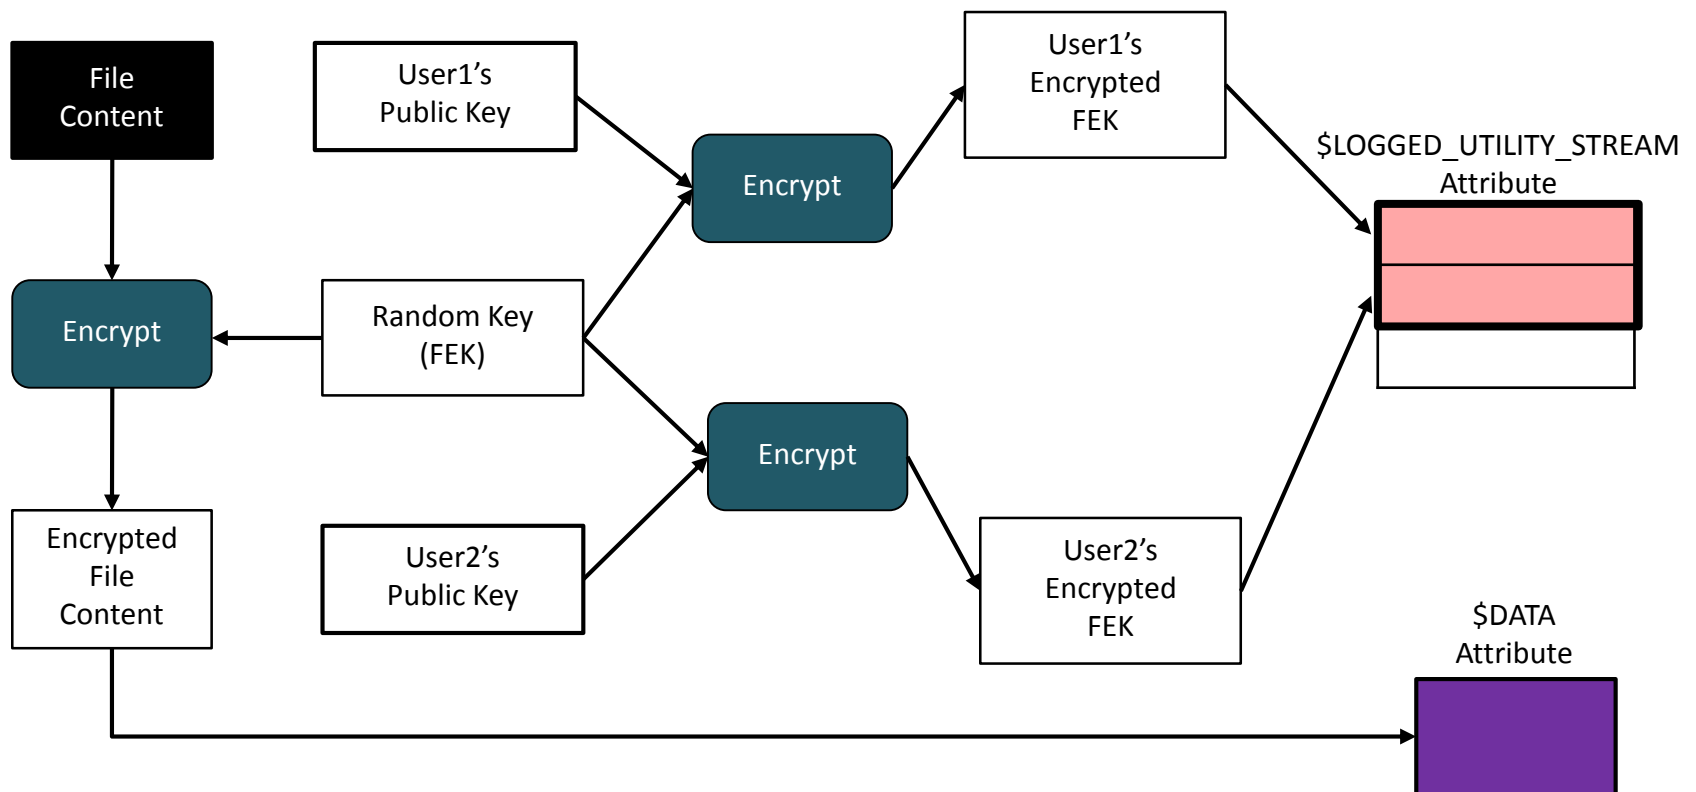 File
Content
User1’s
Public Key
User1’s
Encrypted
FEK
Encrypt
$LOGGED_UTILITY_STREAM
Attribute
Encrypt
Random Key
(FEK)
Encrypt
Encrypted
File
Content
User2’s
Public Key
User2’s
Encrypted
FEK
$DATA
Attribute